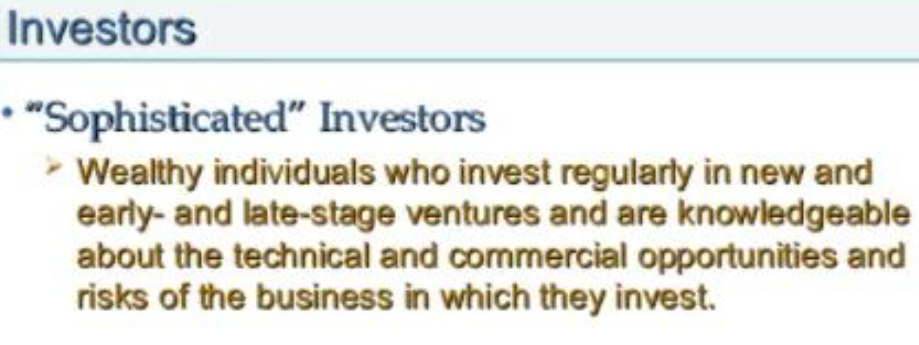 Investors
• “Sophisticated” Investors
➢ Wealthy individuals who invest regularly in new and
early- and late-stage ventures and are knowledgeable
about the technical and commercial opportunities and
risks of the business in which they invest.